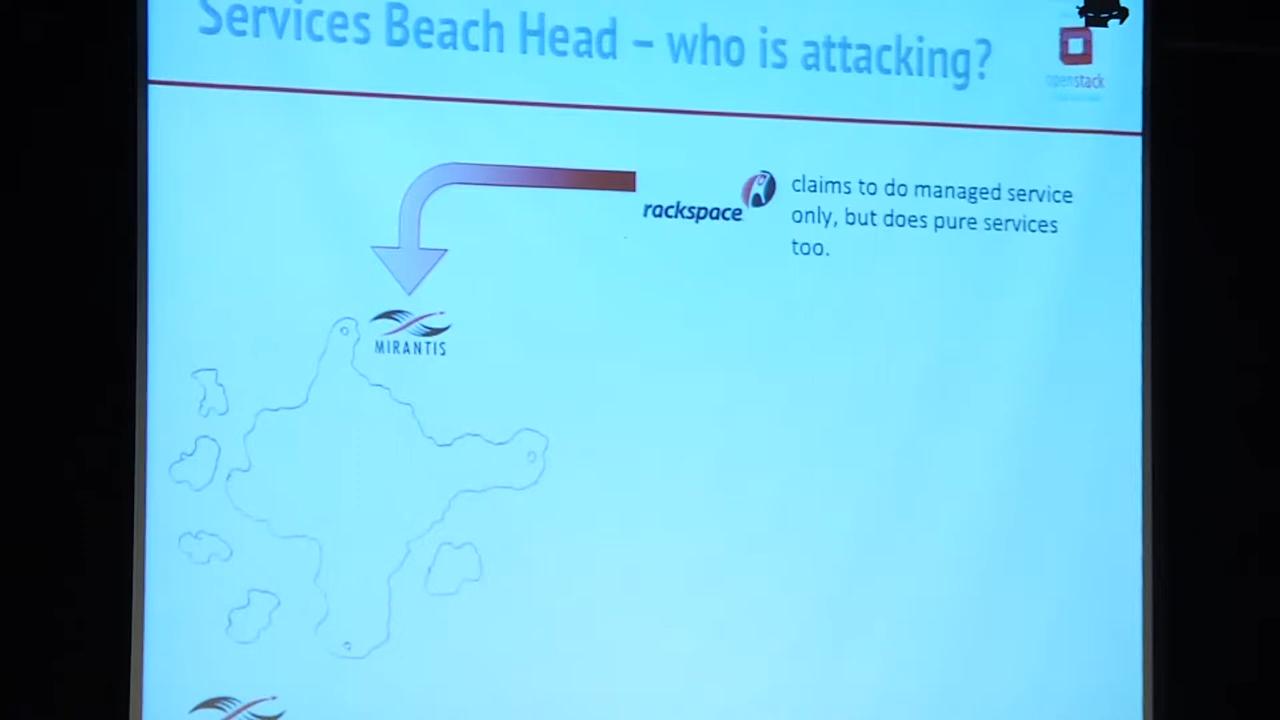 Services Beach Head – who is attacking?
openstack
rackspace
claims to do managed service
only, but does pure services
too.
MIRANTIS